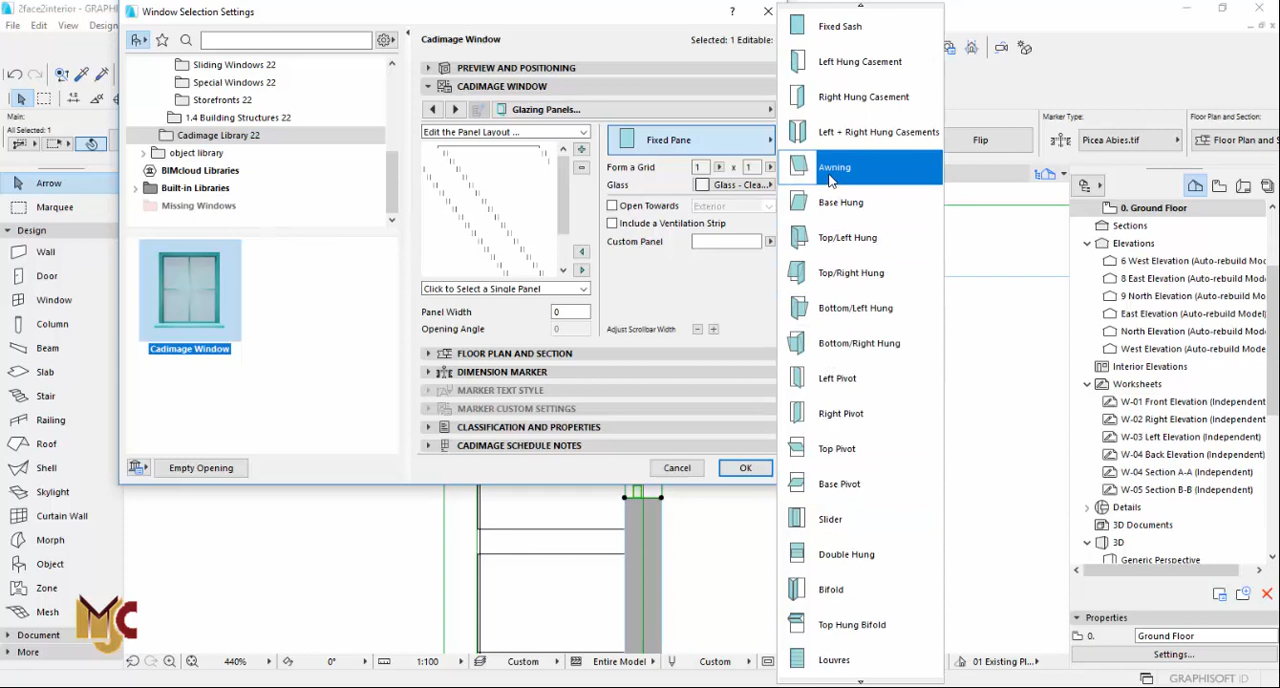 2face2interior - GRAPHISOFT
File Edit View Design
Main:
All Selected: 1
Arrow
Marquee
Design
Wall
Door
Window
Column
Beam
Slab
Stair
Railing
Roof
Shell
Skylight
Curtain Wall
Morph
Object
Zone
Mesh
Document
More
MJC
Window Selection Settings
?
Sliding Windows 22
Special Windows 22
Storefronts 22
1.4 Building Structures 22
Cadimage Library 22
object library
BIMcloud Libraries
Built-in Libraries
Missing Windows
Cadimage Window
Empty Opening
Cadimage Window
Selected: 1 Editable:
PREVIEW AND POSITIONING
CADIMAGE WINDOW
Glazing Panels...
Edit the Panel Layout ...
Fixed Pane
Form a Grid 1 x 1
Glass Glass - Clea...
Open Towards Exterior
Include a Ventilation Strip
Custom Panel
Click to Select a Single Panel
Panel Width 0
Opening Angle 0
Adjust Scrollbar Width
FLOOR PLAN AND SECTION
DIMENSION MARKER
MARKER TEXT STYLE
MARKER CUSTOM SETTINGS
CLASSIFICATION AND PROPERTIES
CADIMAGE SCHEDULE NOTES
Cancel OK
Fixed Sash
Left Hung Casement
Right Hung Casement
Left + Right Hung Casements
Awning
Base Hung
Top/Left Hung
Top/Right Hung
Bottom/Left Hung
Bottom/Right Hung
Left Pivot
Right Pivot
Top Pivot
Base Pivot
Slider
Double Hung
Bifold
Top Hung Bifold
Louvres
Flip
Marker Type:
Picea Abies.tif
Floor Plan and Section:
Floor Plan and S
0. Ground Floor
Sections
Elevations
6 West Elevation (Auto-rebuild Mo
8 East Elevation (Auto-rebuild Mod
9 North Elevation (Auto-rebuild M
East Elevation (Auto-rebuild Model)
North Elevation (Auto-rebuild Mod
West Elevation (Auto-rebuild Mode
Interior Elevations
Worksheets
W-01 Front Elevation (Independent
W-02 Right Elevation (Independent
W-03 Left Elevation (Independent)
W-04 Back Elevation (Independent)
W-04 Section A-A (Independent)
W-05 Section B-B (Independent)
Details
3D Documents
3D
Generic Perspective
Properties
0. Ground Floor
Settings...
440% 0° 1:100 Custom Entire Model Custom 01 Existing Pl...
GRAPHISOFT ID